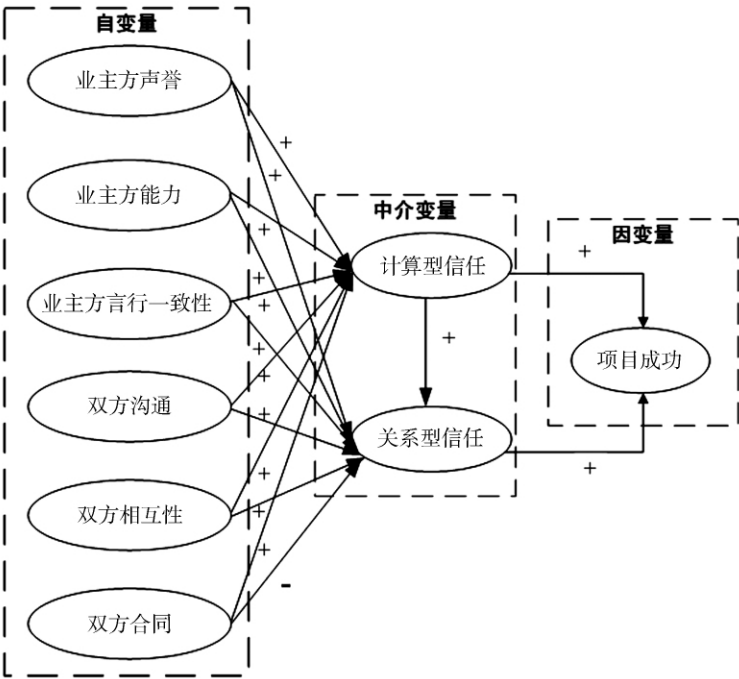 自变量
业主方声誉
+
+
业主方能力
中介变量
+
因变量
+
计算型信任
业主方言行一致性
+
+
+
+
项目成功
+
双方沟通
+
关系型信任
+
+
双方相互性
+
+
-
双方合同